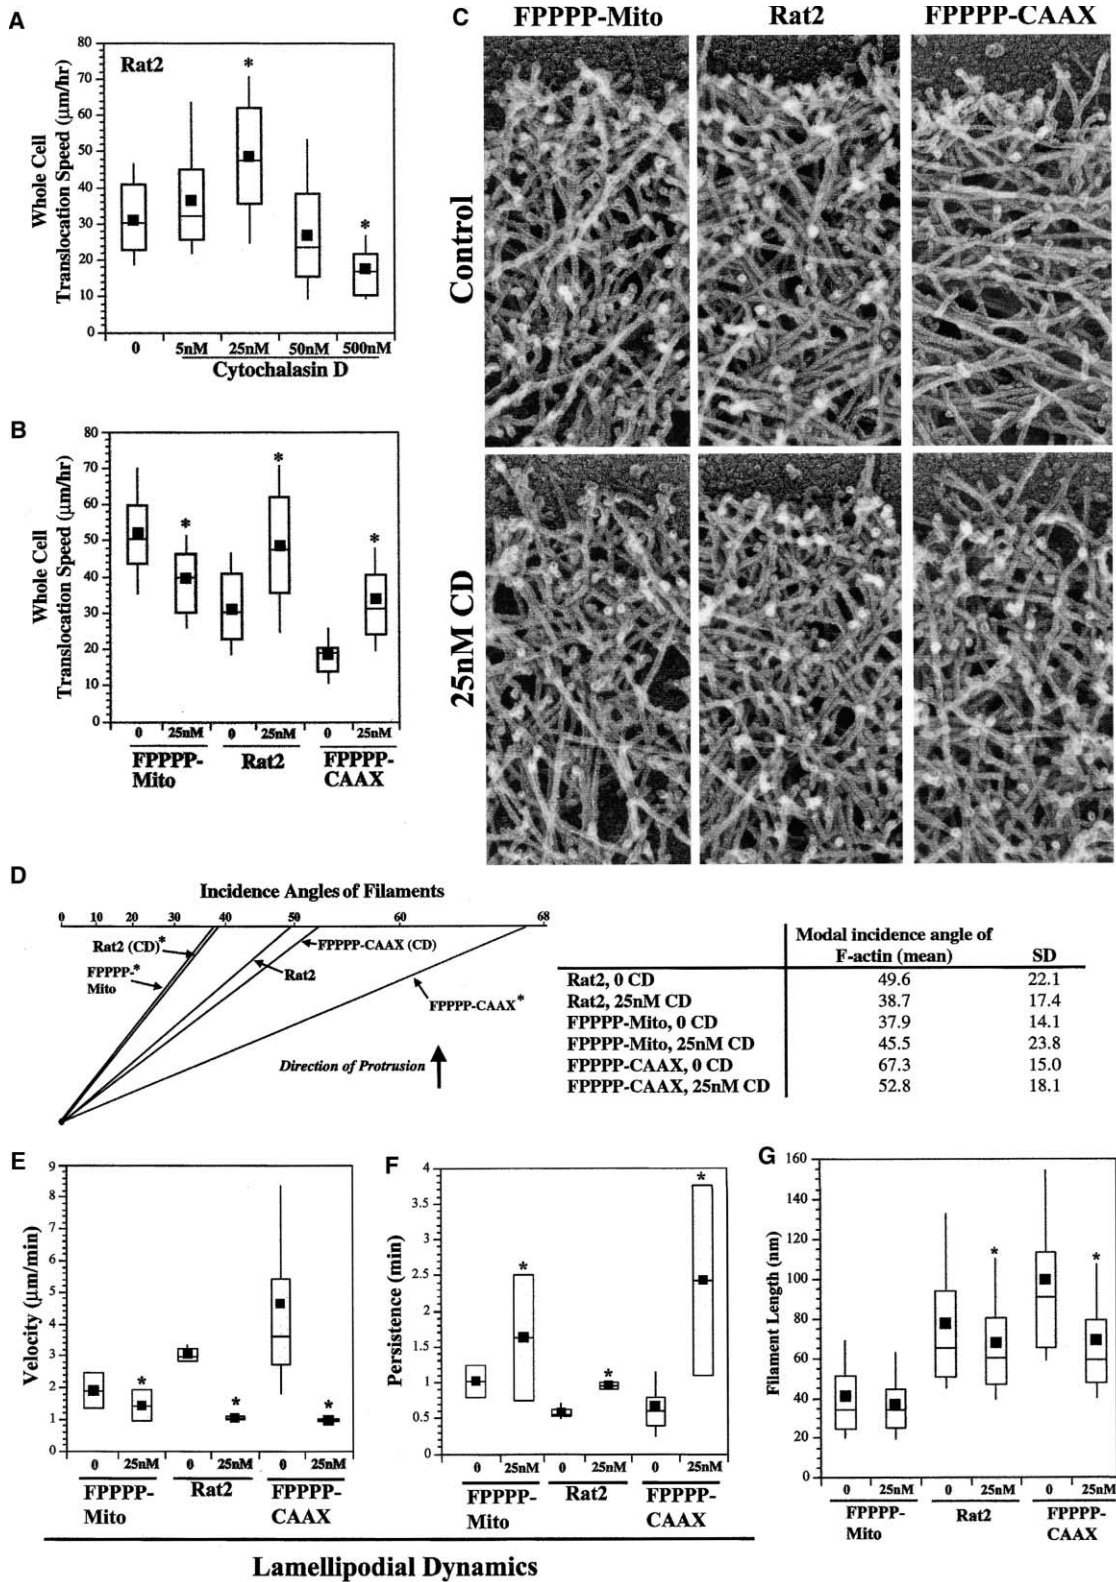 A
Rat2
Whole Cell
Translocation Speed (µm/hr)
80
70
60
50
40
30
20
10
0
*
*
0 5nM 25nM 50nM 500nM
Cytochalasin D
B
Whole Cell
Translocation Speed (µm/hr)
80
70
60
50
40
30
20
10
0
*
*
*
0 25nM 0 25nM 0 25nM
FPPPP-
Mito
Rat2
FPPPP-
CAAX
C
FPPPP-Mito Rat2 FPPPP-CAAX
Control
25nM CD
D
Incidence Angles of Filaments
0 10 20 30 40 50 60 68
Rat2 (CD)*
FPPPP-*
Mito
FPPPP-CAAX (CD)
Rat2
FPPPP-CAAX*
Direction of Protrusion
Modal incidence angle of
F-actin (mean) SD
Rat2, 0 CD 49.6 22.1
Rat2, 25nM CD 38.7 17.4
FPPPP-Mito, 0 CD 37.9 14.1
FPPPP-Mito, 25nM CD 45.5 23.8
FPPPP-CAAX, 0 CD 67.3 15.0
FPPPP-CAAX, 25nM CD 52.8 18.1
E
Velocity (µm/min)
9
8
7
6
5
4
3
2
1
0
*
*
*
0 25nM 0 25nM 0 25nM
FPPPP-
Mito
Rat2
FPPPP-
CAAX
F
Persistence (min)
4
3.5
3
2.5
2
1.5
1
0.5
0
*
*
*
0 25nM 0 25nM 0 25nM
FPPPP-
Mito
Rat2
FPPPP-
CAAX
Lamellipodial Dynamics
G
Filament Length (nm)
160
140
120
100
80
60
40
20
0
*
*
0 25nM 0 25nM 0 25nM
FPPPP-
Mito
Rat2
FPPPP-
CAAX